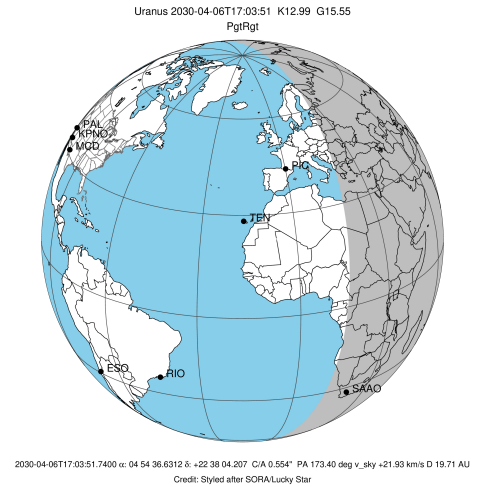 Uranus 2030-04-06T17:03:51 K12.99 G15.55
PgtRgt
PAL
KPNO
MCD
PIC
TEN
ESO
RIO
SAAO
2030-04-06T17:03:51.7400 α: 04 54 36.6312 δ: +22 38 04.207 C/A 0.554" PA 173.40 deg v_sky +21.93 km/s D 19.71 AU
Credit: Styled after SORA/Lucky Star